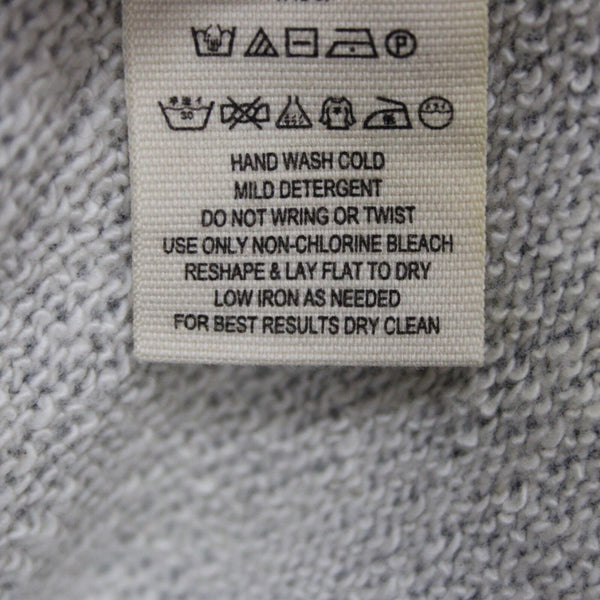 P
30
HAND WASH COLD
MILD DETERGENT
DO NOT WRING OR TWIST
USE ONLY NON-CHLORINE BLEACH
RESHAPE & LAY FLAT TO DRY
LOW IRON AS NEEDED
FOR BEST RESULTS DRY CLEAN